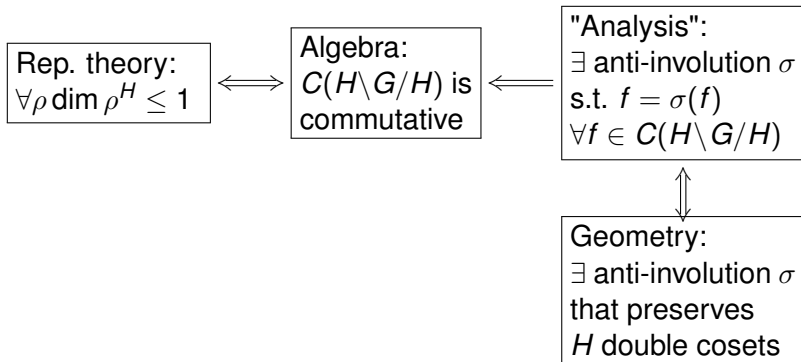 Rep. theory:
∀ρ dim ρ^H ≤ 1
⟺
Algebra:
C(H\G/H) is
commutative
⟸
"Analysis":
∃ anti-involution σ
s.t. f = σ(f)
∀f ∈ C(H\G/H)
⇕
Geometry:
∃ anti-involution σ
that preserves
H double cosets